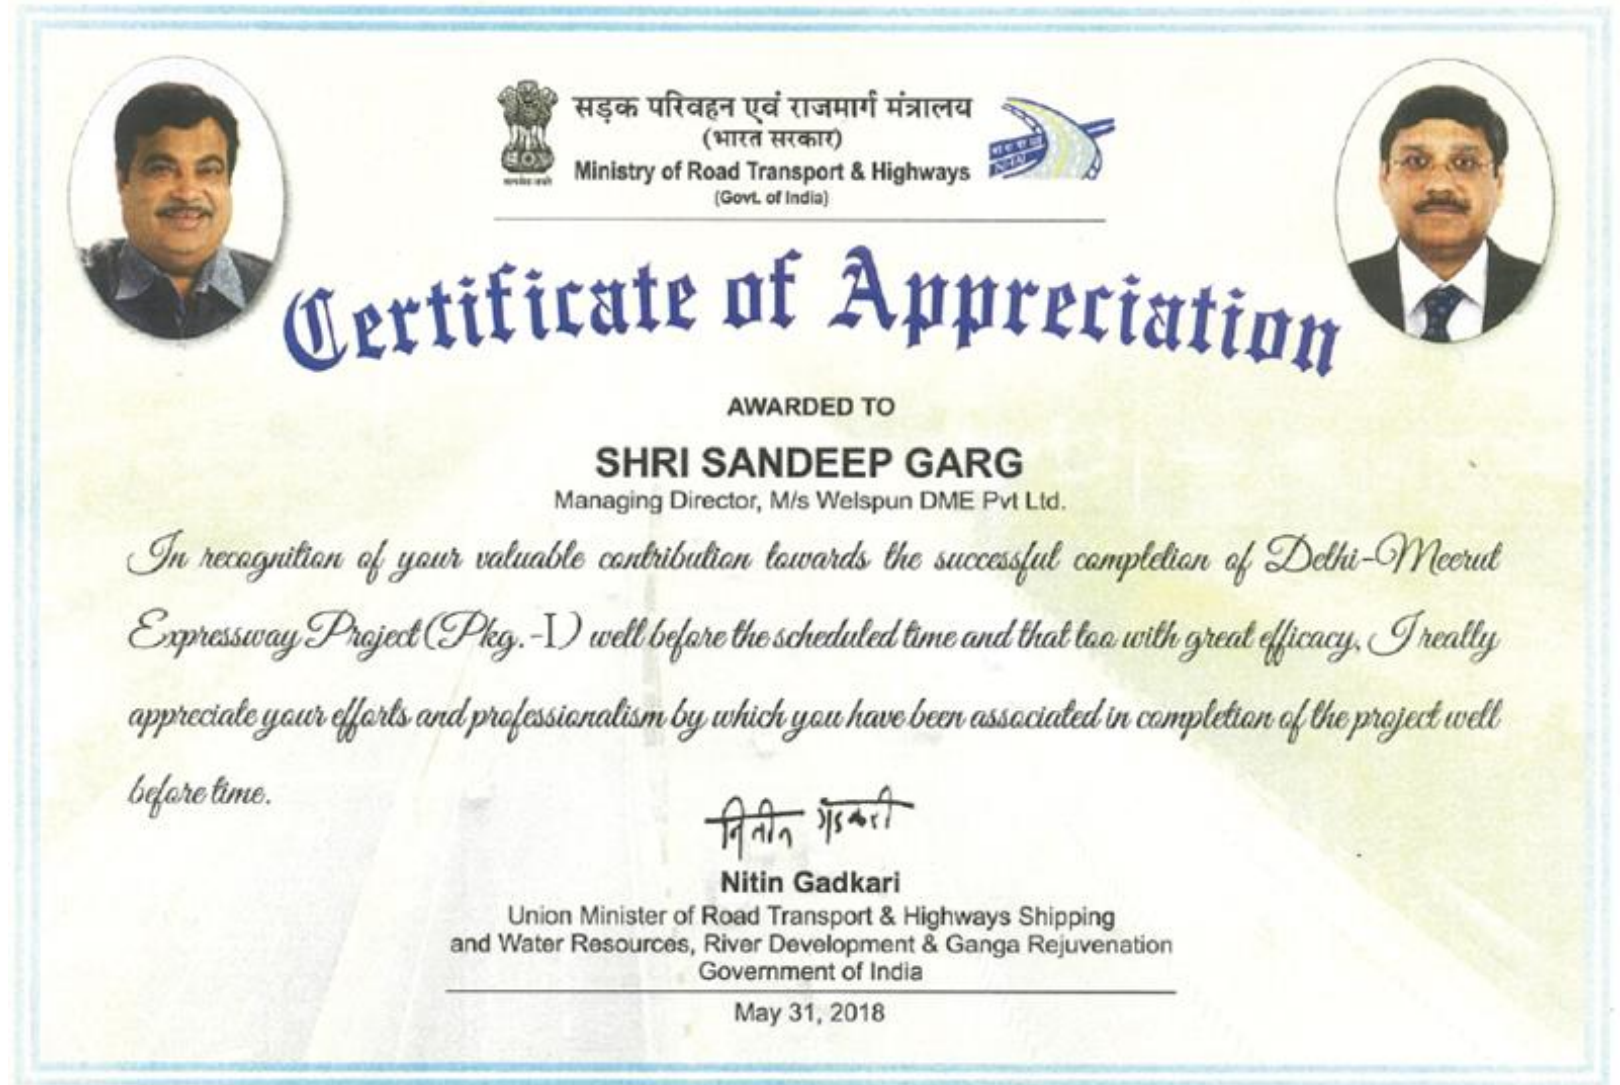 सड़क परिवहन एवं राजमार्ग मंत्रालय
(भारत सरकार)
Ministry of Road Transport & Highways
(Govt. of India)
सत्यमेव जयते
भा रा रा प्रा
NHAI
Certificate of Appreciation
AWARDED TO
SHRI SANDEEP GARG
Managing Director, M/s Welspun DME Pvt Ltd.
In recognition of your valuable contribution towards the successful completion of Delhi-Meerut
Expressway Project (Pkg.-I) well before the scheduled time and that too with great efficacy, I really
appreciate your efforts and professionalism by which you have been associated in completion of the project well
before time.
नितीन गडकरी
Nitin Gadkari
Union Minister of Road Transport & Highways Shipping
and Water Resources, River Development & Ganga Rejuvenation
Government of India
May 31, 2018